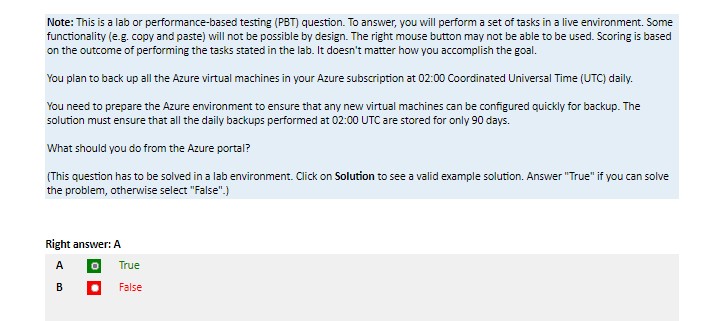 Note: This is a lab or performance-based testing (PBT) question. To answer, you will perform a set of tasks in a live environment. Some
functionality (e.g. copy and paste) will not be possible by design. The right mouse button may not be able to be used. Scoring is based
on the outcome of performing the tasks stated in the lab. It doesn't matter how you accomplish the goal.
You plan to back up all the Azure virtual machines in your Azure subscription at 02:00 Coordinated Universal Time (UTC) daily.
You need to prepare the Azure environment to ensure that any new virtual machines can be configured quickly for backup. The
solution must ensure that all the daily backups performed at 02:00 UTC are stored for only 90 days.
What should you do from the Azure portal?
(This question has to be solved in a lab environment. Click on Solution to see a valid example solution. Answer "True" if you can solve
the problem, otherwise select "False".)
Right answer: A
A True
B False